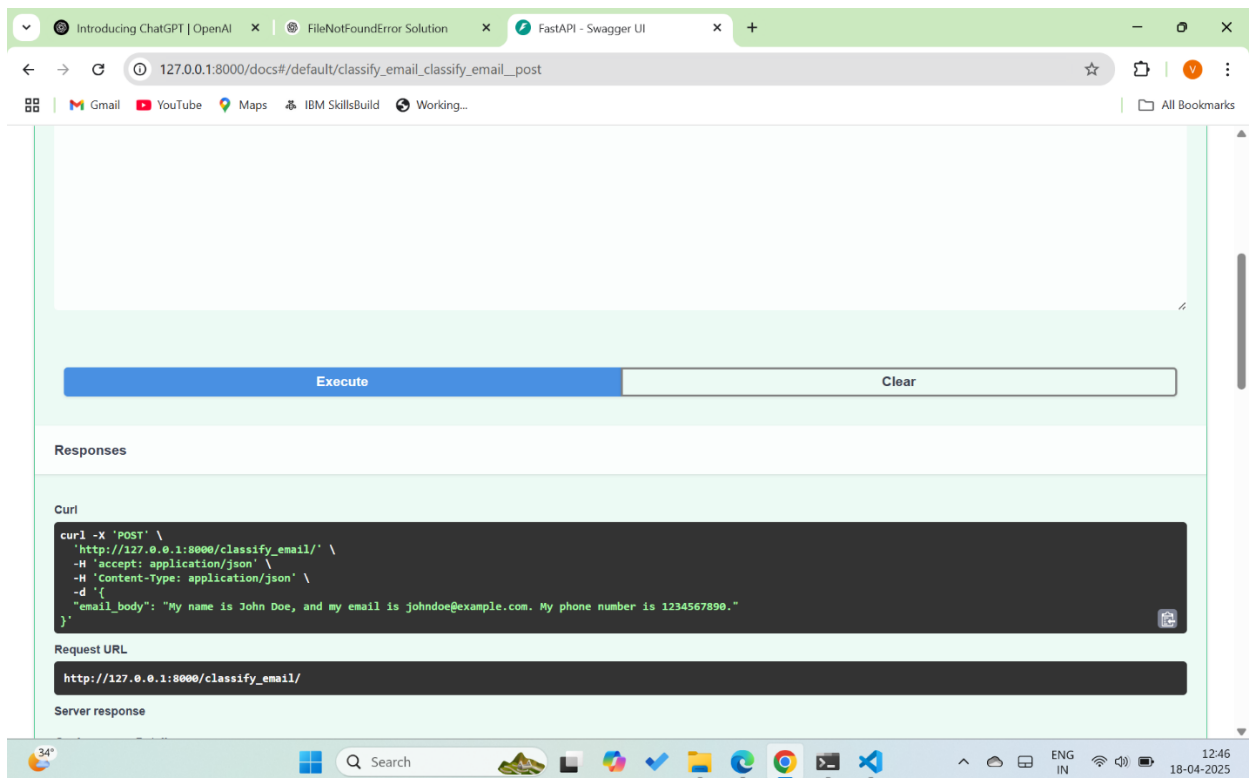 Introducing ChatGPT | OpenAI
FileNotFoundError Solution
FastAPI - Swagger UI
127.0.0.1:8000/docs#/default/classify_email_classify_email__post
V
Gmail
YouTube
Maps
IBM SkillsBuild
Working...
All Bookmarks
Execute
Clear
Responses
Curl
curl -X 'POST' \
'http://127.0.0.1:8000/classify_email/' \
-H 'accept: application/json' \
-H 'Content-Type: application/json' \
-d '{
"email_body": "My name is John Doe, and my email is johndoe@example.com. My phone number is 1234567890."
}'
Request URL
http://127.0.0.1:8000/classify_email/
Server response
34°
Search
ENG
IN
12:46
18-04-2025